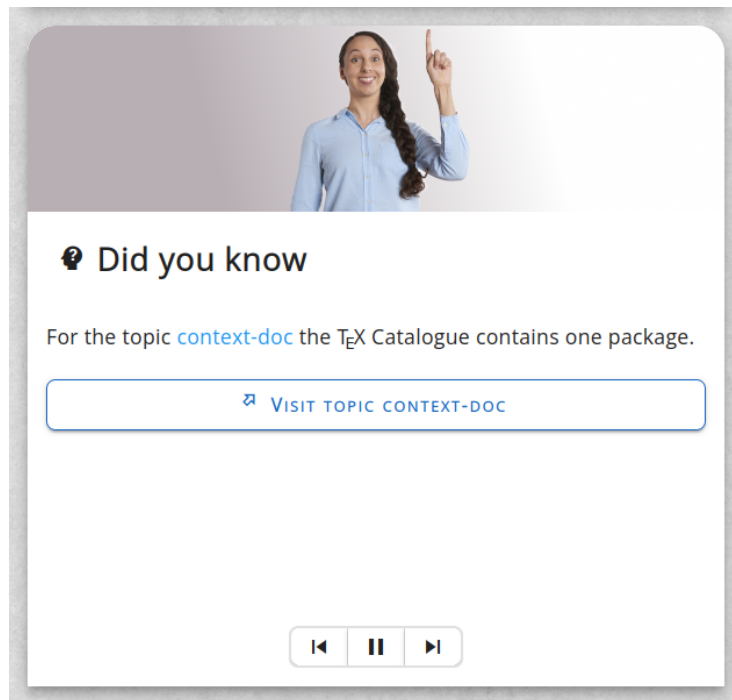 Did you know
For the topic context-doc the TEX Catalogue contains one package.
VISIT TOPIC CONTEXT-DOC